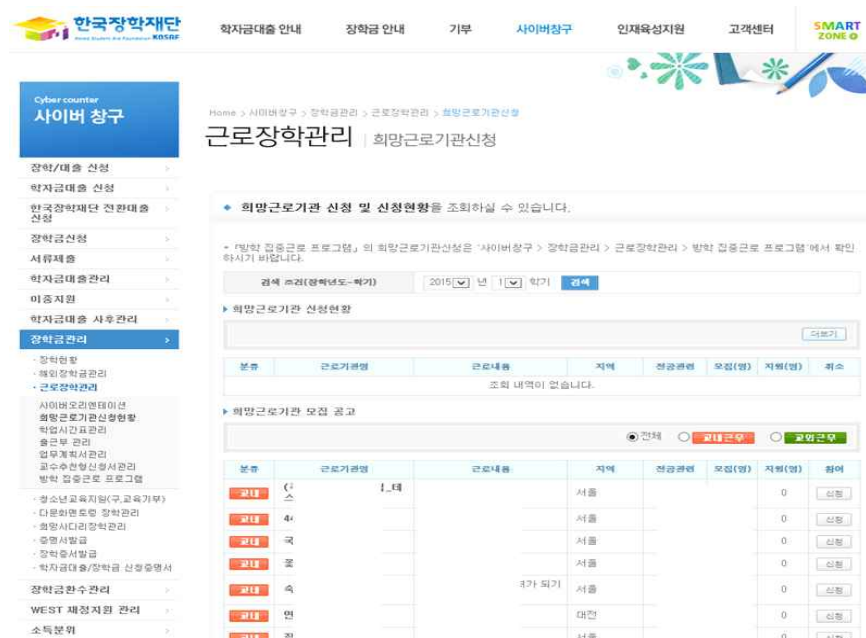 한국장학재단
Korea Student Aid Foundation KOSAF
학자금대출 안내
장학금 안내
기부
사이버창구
인재육성지원
고객센터
SMART
ZONE
Cyber counter
사이버 창구
장학/대출 신청
학자금대출 신청
한국장학재단 전환대출
신청
장학금신청
서류제출
학자금대출관리
이중지원
학자금대출 사후관리
장학금관리
· 장학현황
· 해외장학금관리
· 근로장학관리
사이버오리엔테이션
희망근로기관신청현황
학업시간표관리
출근부 관리
업무계획서관리
교수추천형신청서관리
방학 집중근로 프로그램
· 청소년교육지원(구,교육기부)
· 다문화멘토링 장학관리
· 희망사다리장학관리
· 증명서발급
· 장학증서발급
· 학자금대출/장학금 신청증명서
장학금환수관리
WEST 재정지원 관리
소득분위
Home > 사이버창구 > 장학금관리 > 근로장학관리 > 희망근로기관신청
근로장학관리 | 희망근로기관신청
희망근로기관 신청 및 신청현황를 조회하실 수 있습니다.
* 「방학 집중근로 프로그램」의 희망근로기관신청은 '사이버창구 > 장학금관리 > 근로장학관리 > 방학 집중근로 프로그램'에서 확인
하시기 바랍니다.
검색 조건(장학년도-학기) 2015 년 1 학기 검색
희망근로기관 신청현황
더보기
분류 근로기관명 근로내용 지역 전공관련 모집(명) 지원(명) 취소
조회 내역이 없습니다.
희망근로기관 모집 공고
전체 교내근무 교외근무
분류 근로기관명 근로내용 지역 전공관련 모집(명) 지원(명) 참여
교내 _테 서울 0 신청
스
교내 서울 0 신청
교내 국 서울 0 신청
교내 꽃 서울 0 신청
교내 속 가 되기 서울 0 신청
교내 면 대전 0 신청
교내 서울 0 신청